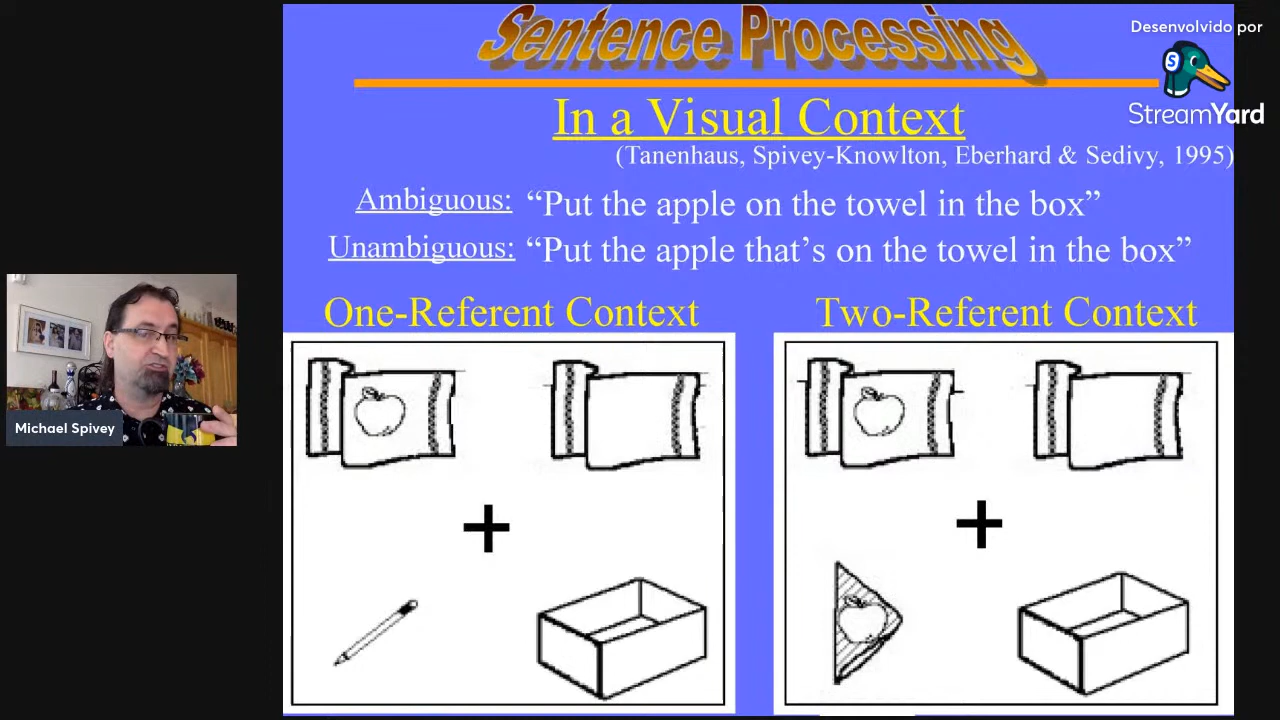 Sentence Processing
Desenvolvido por
StreamYard
In a Visual Context
(Tanenhaus, Spivey-Knowlton, Eberhard & Sedivy, 1995)
Ambiguous: “Put the apple on the towel in the box”
Unambiguous: “Put the apple that’s on the towel in the box”
One-Referent Context
Two-Referent Context
Michael Spivey